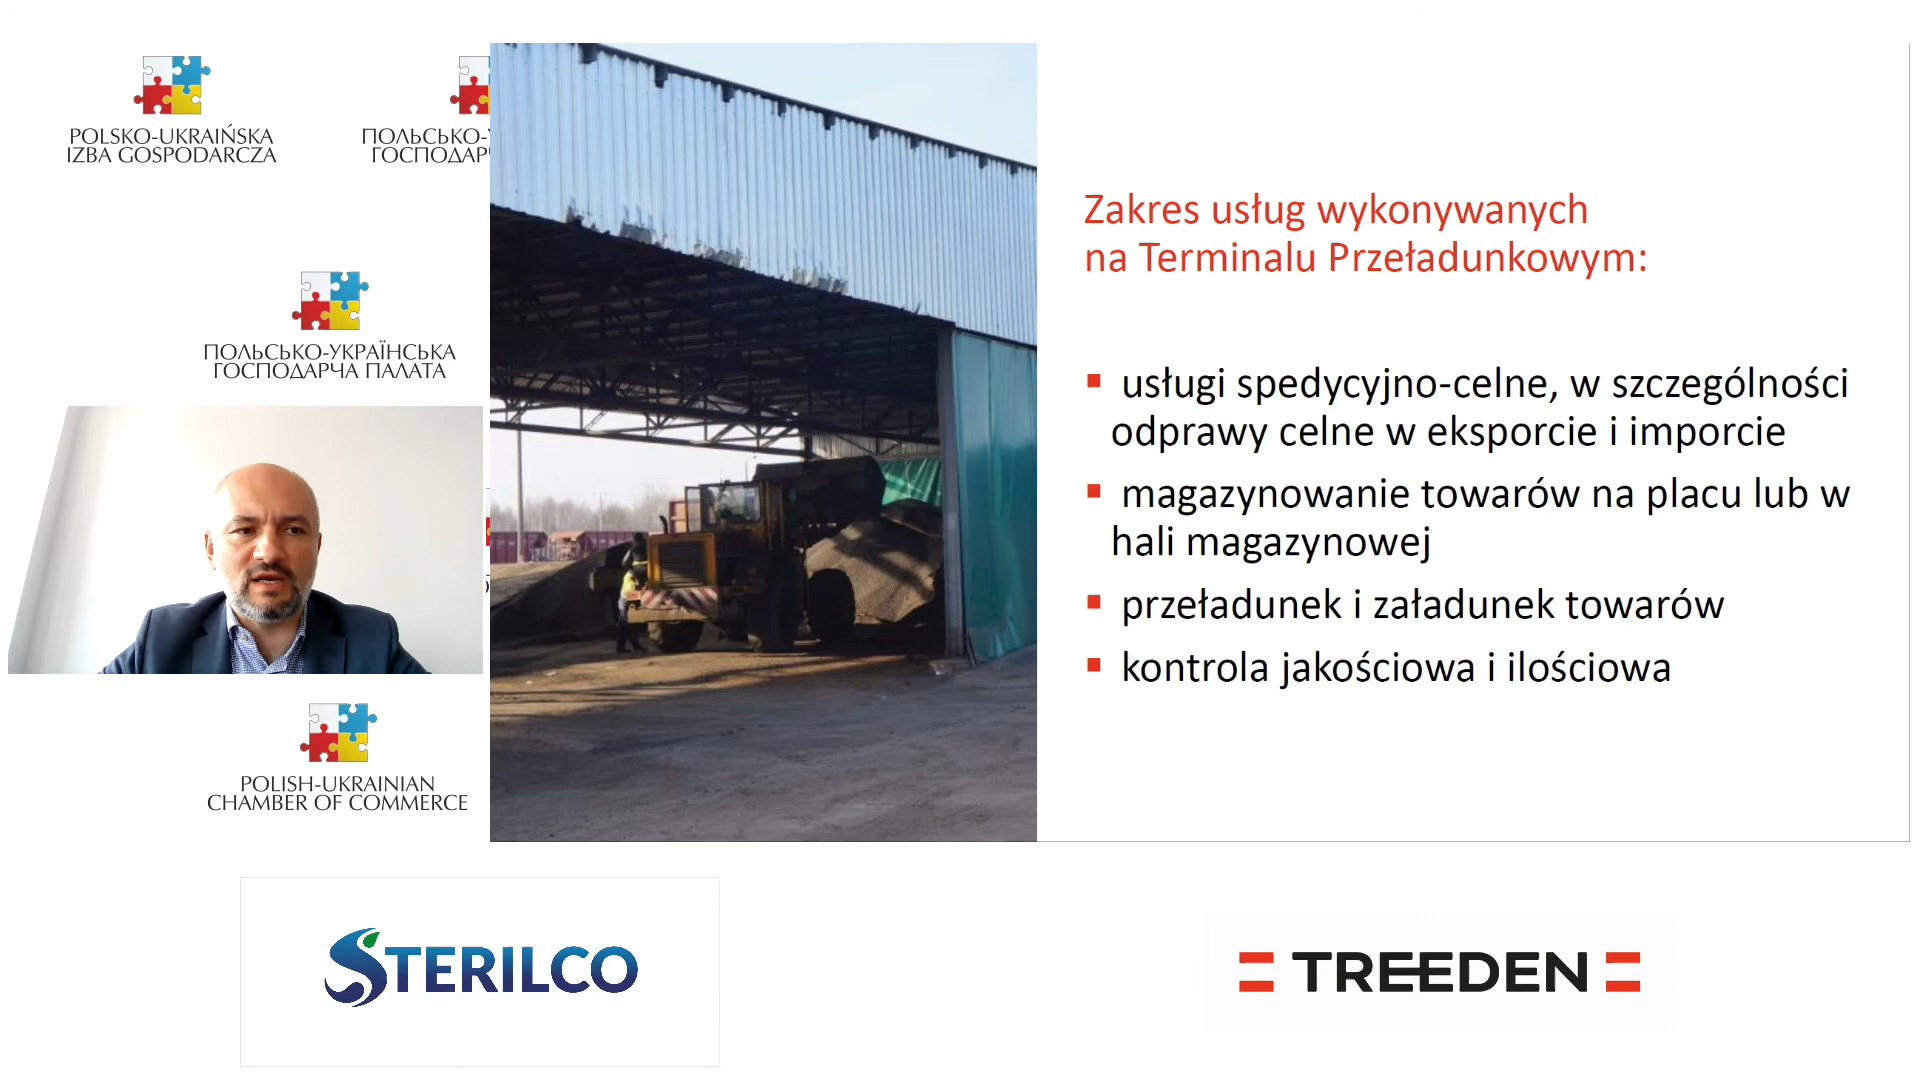 POLSKO-UKRAIŃSKA
IZBA GOSPODARCZA
ПОЛЬСЬКО-У
ГОСПОДАРЧ
ПОЛЬСЬКО-УКРАЇНСЬКА
ГОСПОДАРЧА ПАЛАТА
POLISH-UKRAINIAN
CHAMBER OF COMMERCE
Zakres usług wykonywanych
na Terminalu Przeładunkowym:
▪ usługi spedycyjno-celne, w szczególności
odprawy celne w eksporcie i imporcie
▪ magazynowanie towarów na placu lub w
hali magazynowej
▪ przeładunek i załadunek towarów
▪ kontrola jakościowa i ilościowa
STERILCO
TREEDEN